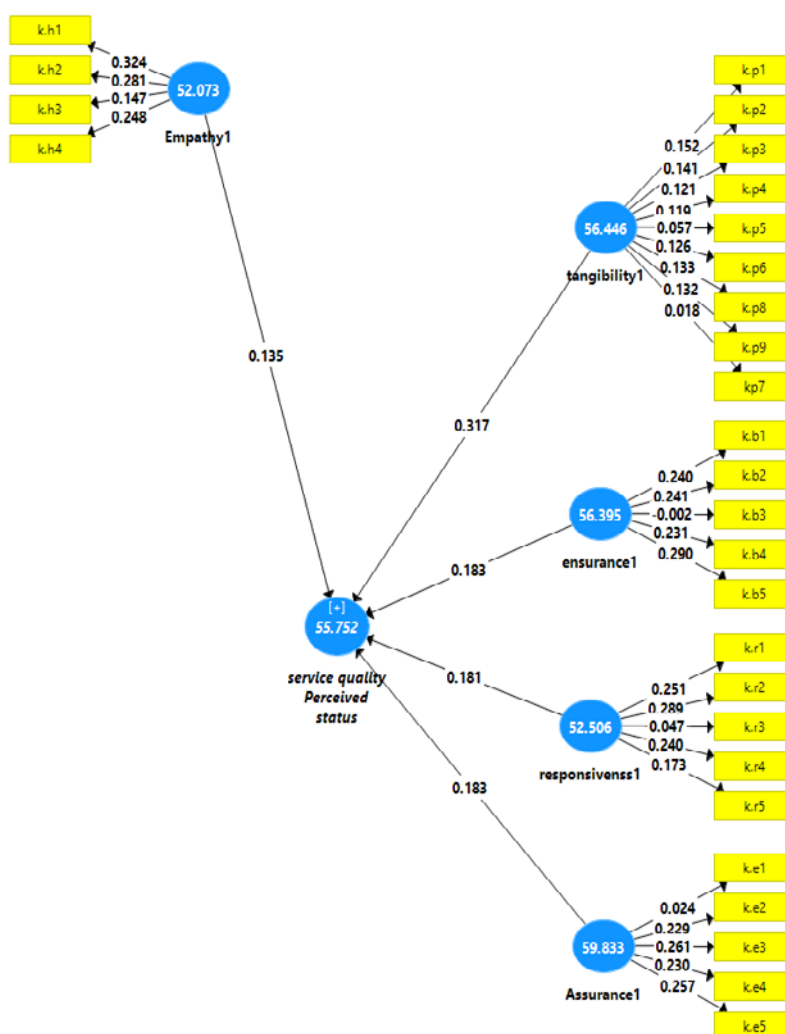 k.h1
k.h2
k.h3
k.h4
0.324
0.281
0.147
0.248
52.073
Empathy1
0.135
k.p1
k.p2
k.p3
k.p4
k.p5
k.p6
k.p8
k.p9
kp7
0.152
0.141
0.121
0.119
0.057
0.126
0.133
0.132
0.018
56.446
tangibility1
0.317
k.b1
k.b2
k.b3
k.b4
k.b5
0.240
0.241
-0.002
0.231
0.290
56.395
ensurance1
0.183
[+]
55.752
service quality
Perceived
status
0.181
k.r1
k.r2
k.r3
k.r4
k.r5
0.251
0.289
0.047
0.240
0.173
52.506
responsivenss1
0.183
k.e1
k.e2
k.e3
k.e4
k.e5
0.024
0.229
0.261
0.230
0.257
59.833
Assurance1